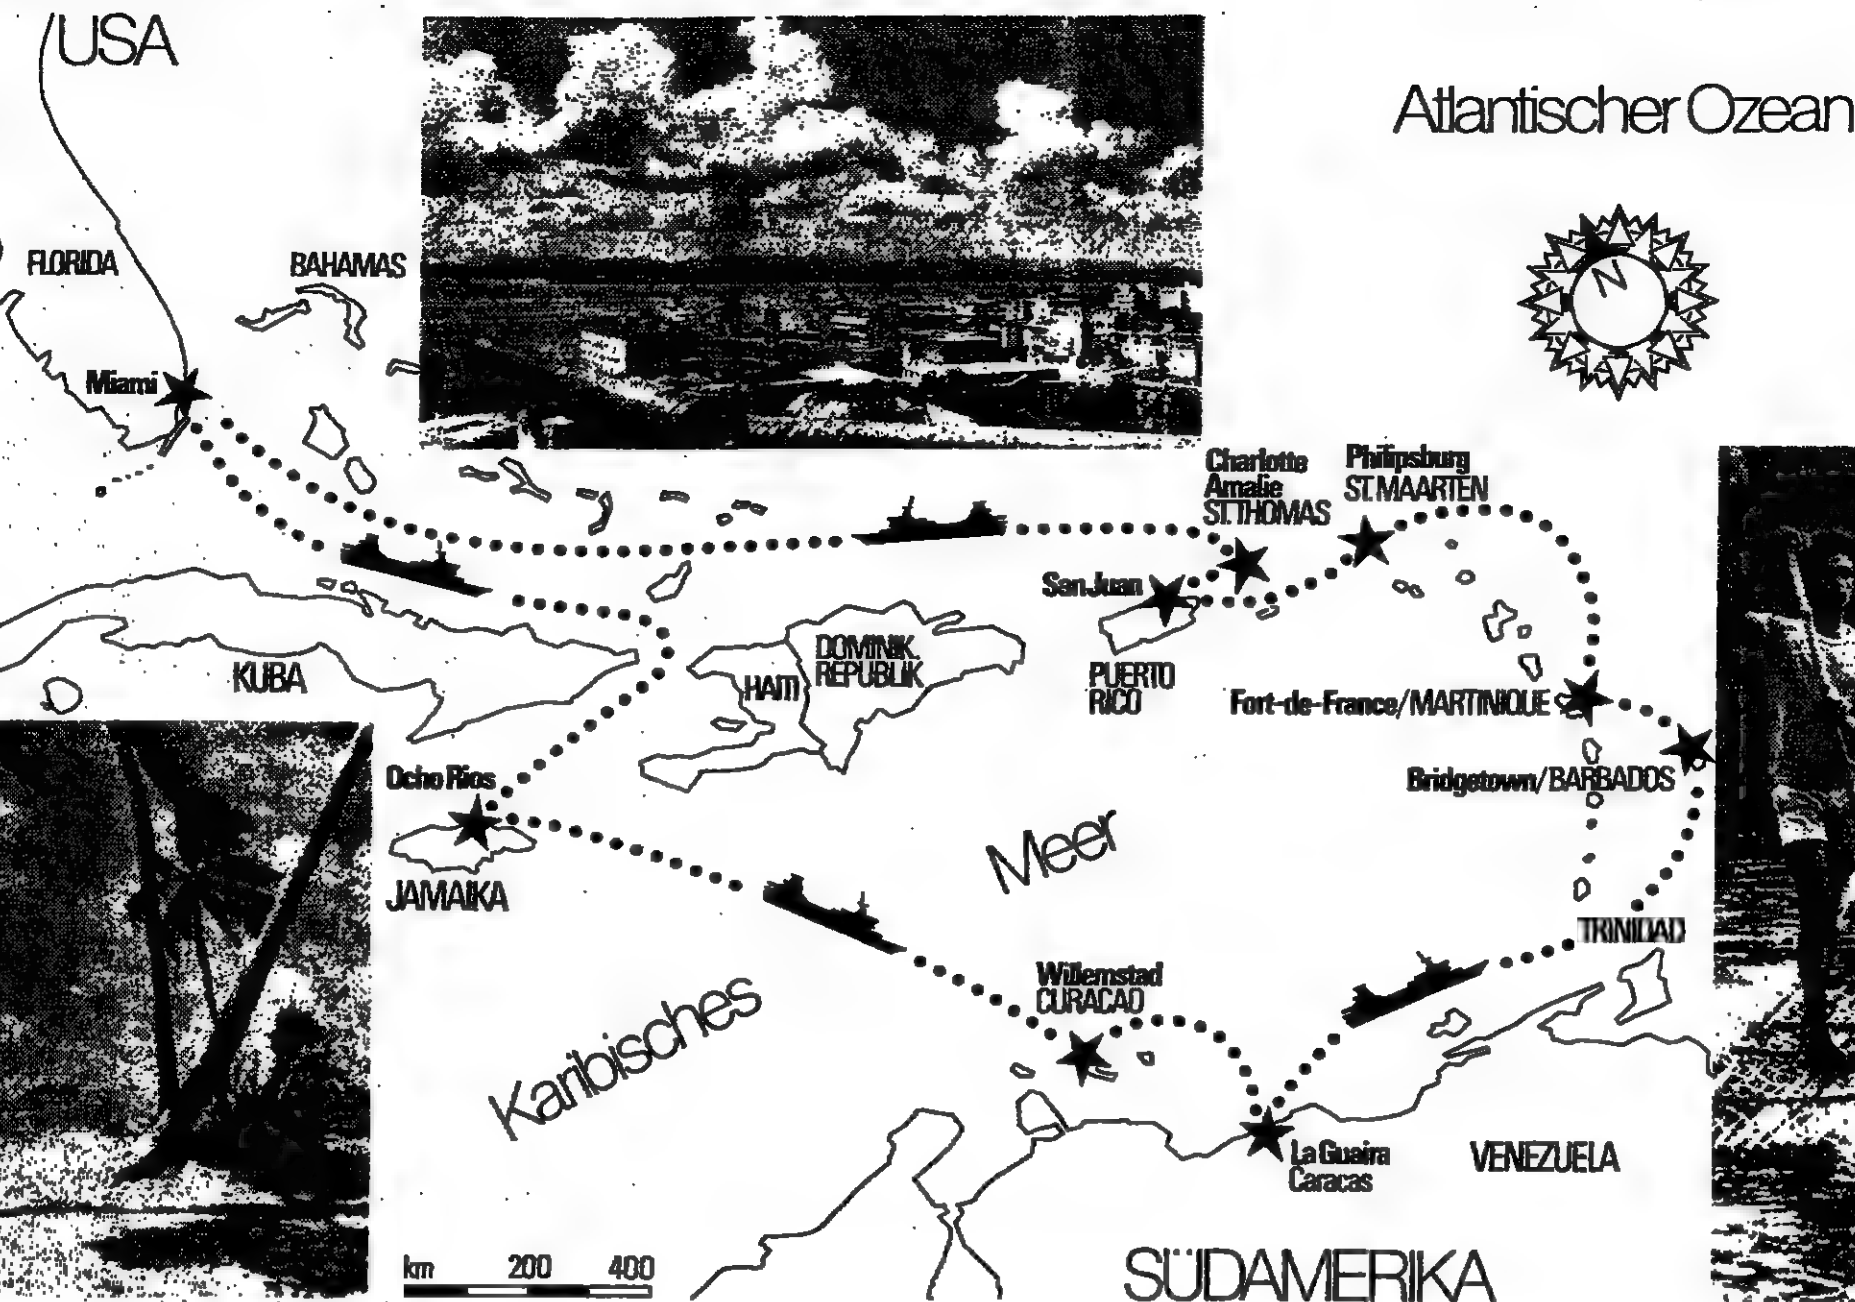 USA
Atlantischer Ozean
FLORIDA
BAHAMAS
N
Miami
Charlotte
Amalie
ST. THOMAS
Philipsburg
ST. MAARTEN
San Juan
PUERTO
RICO
DOMINIK.
REPUBLIK
HAITI
KUBA
Fort-de-France/MARTINIQUE
Bridgetown/BARBADOS
Ocho Rios
JAMAIKA
Meer
Karibisches
TRINIDAD
Willemstad
CURACAO
La Guaira
Caracas
VENEZUELA
SÜDAMERIKA
km 200 400